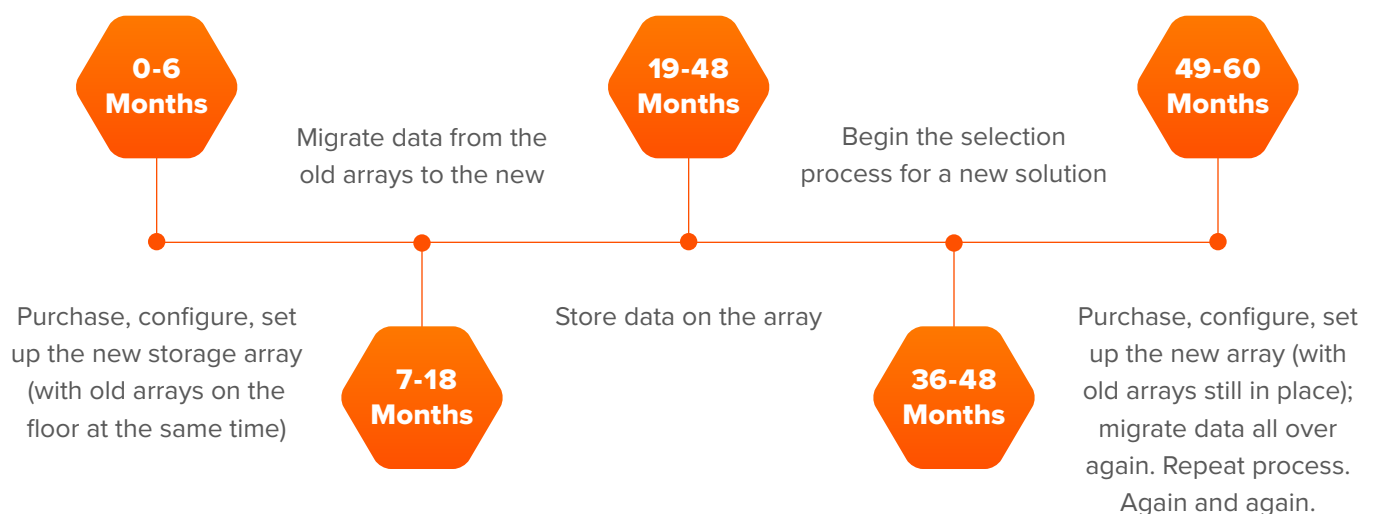 0-6
Months
Purchase, configure, set
up the new storage array
(with old arrays on the
floor at the same time)
Migrate data from the
old arrays to the new
7-18
Months
19-48
Months
Store data on the array
Begin the selection
process for a new solution
36-48
Months
49-60
Months
Purchase, configure, set
up the new array (with
old arrays still in place);
migrate data all over
again. Repeat process.
Again and again.